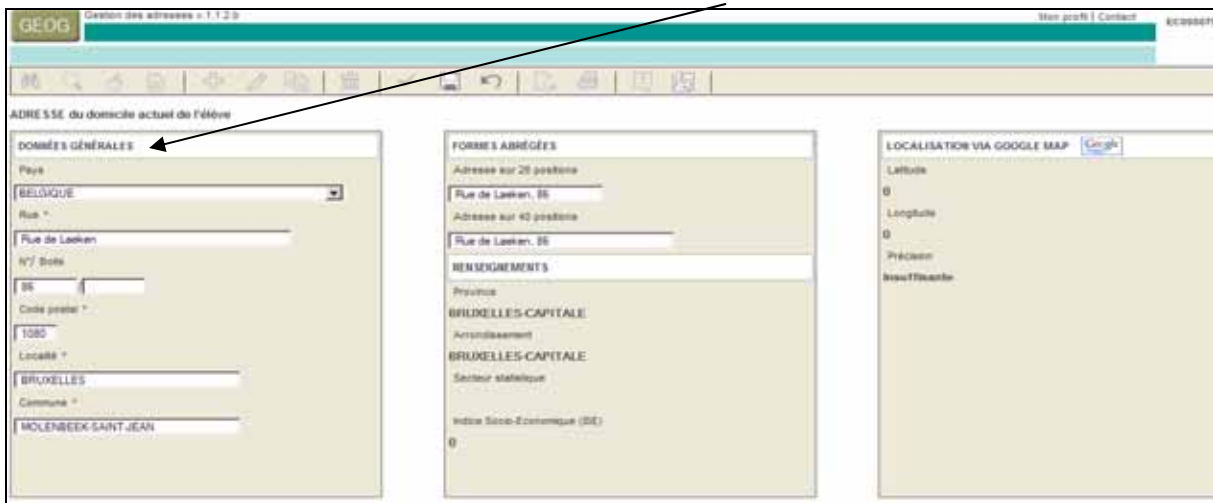 GEOG
Gestion des adresses v 1.1.2 b
Mon profil | Contact
ADRESSE du domicile actuel de l'élève
DONNÉES GÉNÉRALES
Pays
BELGIQUE
Rue *
Rue de Laeken
N°/ Boite
86 /
Code postal *
1080
Localité *
BRUXELLES
Commune *
MOLENBEEK-SAINT-JEAN
FORMES ABRÉGÉES
Adresse sur 25 positions
Rue de Laeken, 86
Adresse sur 40 positions
Rue de Laeken, 86
RENSEIGNEMENTS
Province
BRUXELLES-CAPITALE
Arrondissement
BRUXELLES-CAPITALE
Secteur statistique
Indice Socio-Economique (ISE)
0
LOCALISATION VIA GOOGLE MAP Google
Latitude
0
Longitude
0
Précision
Insuffisante